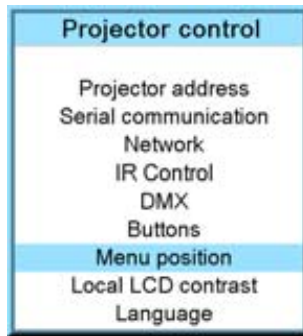 Projector control
Projector address
Serial communication
Network
IR Control
DMX
Buttons
Menu position
Local LCD contrast
Language